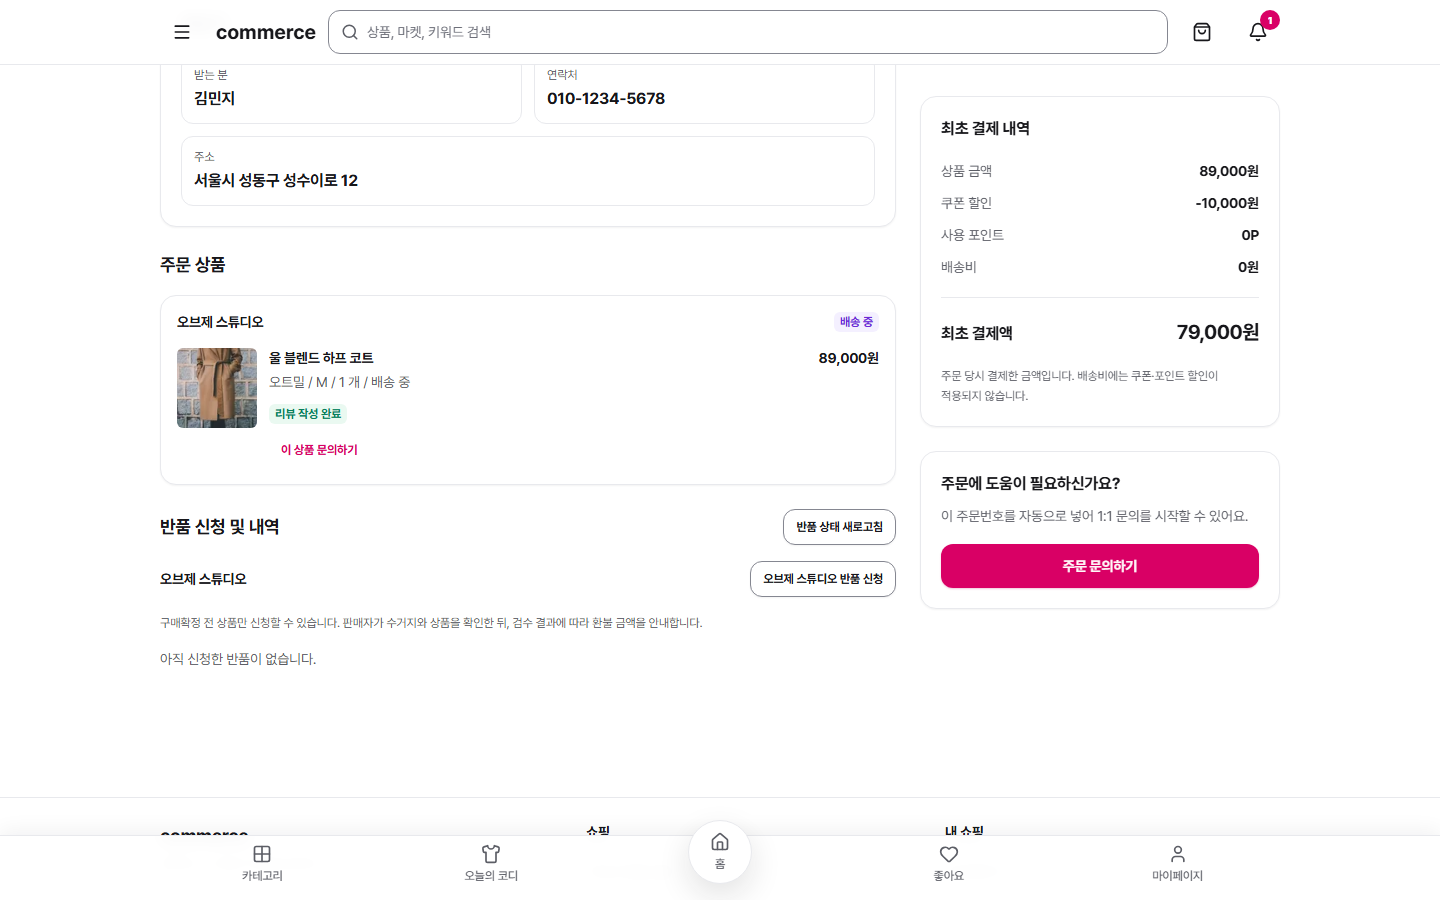 commerce
상품, 마켓, 키워드 검색
1
받는 분
김민지
연락처
010-1234-5678
주소
서울시 성동구 성수이로 12
주문 상품
오브제 스튜디오
배송 중
울 블렌드 하프 코트
89,000원
오트밀 / M / 1 개 / 배송 중
리뷰 작성 완료
이 상품 문의하기
반품 신청 및 내역
반품 상태 새로고침
오브제 스튜디오
오브제 스튜디오 반품 신청
구매확정 전 상품만 신청할 수 있습니다. 판매자가 수거지와 상품을 확인한 뒤, 검수 결과에 따라 환불 금액을 안내합니다.
아직 신청한 반품이 없습니다.
최초 결제 내역
상품 금액
89,000원
쿠폰 할인
-10,000원
사용 포인트
0P
배송비
0원
최초 결제액
79,000원
주문 당시 결제한 금액입니다. 배송비에는 쿠폰·포인트 할인이
적용되지 않습니다.
주문에 도움이 필요하신가요?
이 주문번호를 자동으로 넣어 1:1 문의를 시작할 수 있어요.
주문 문의하기
commerce
쇼핑
내 쇼핑
카테고리
오늘의 코디
홈
좋아요
마이페이지